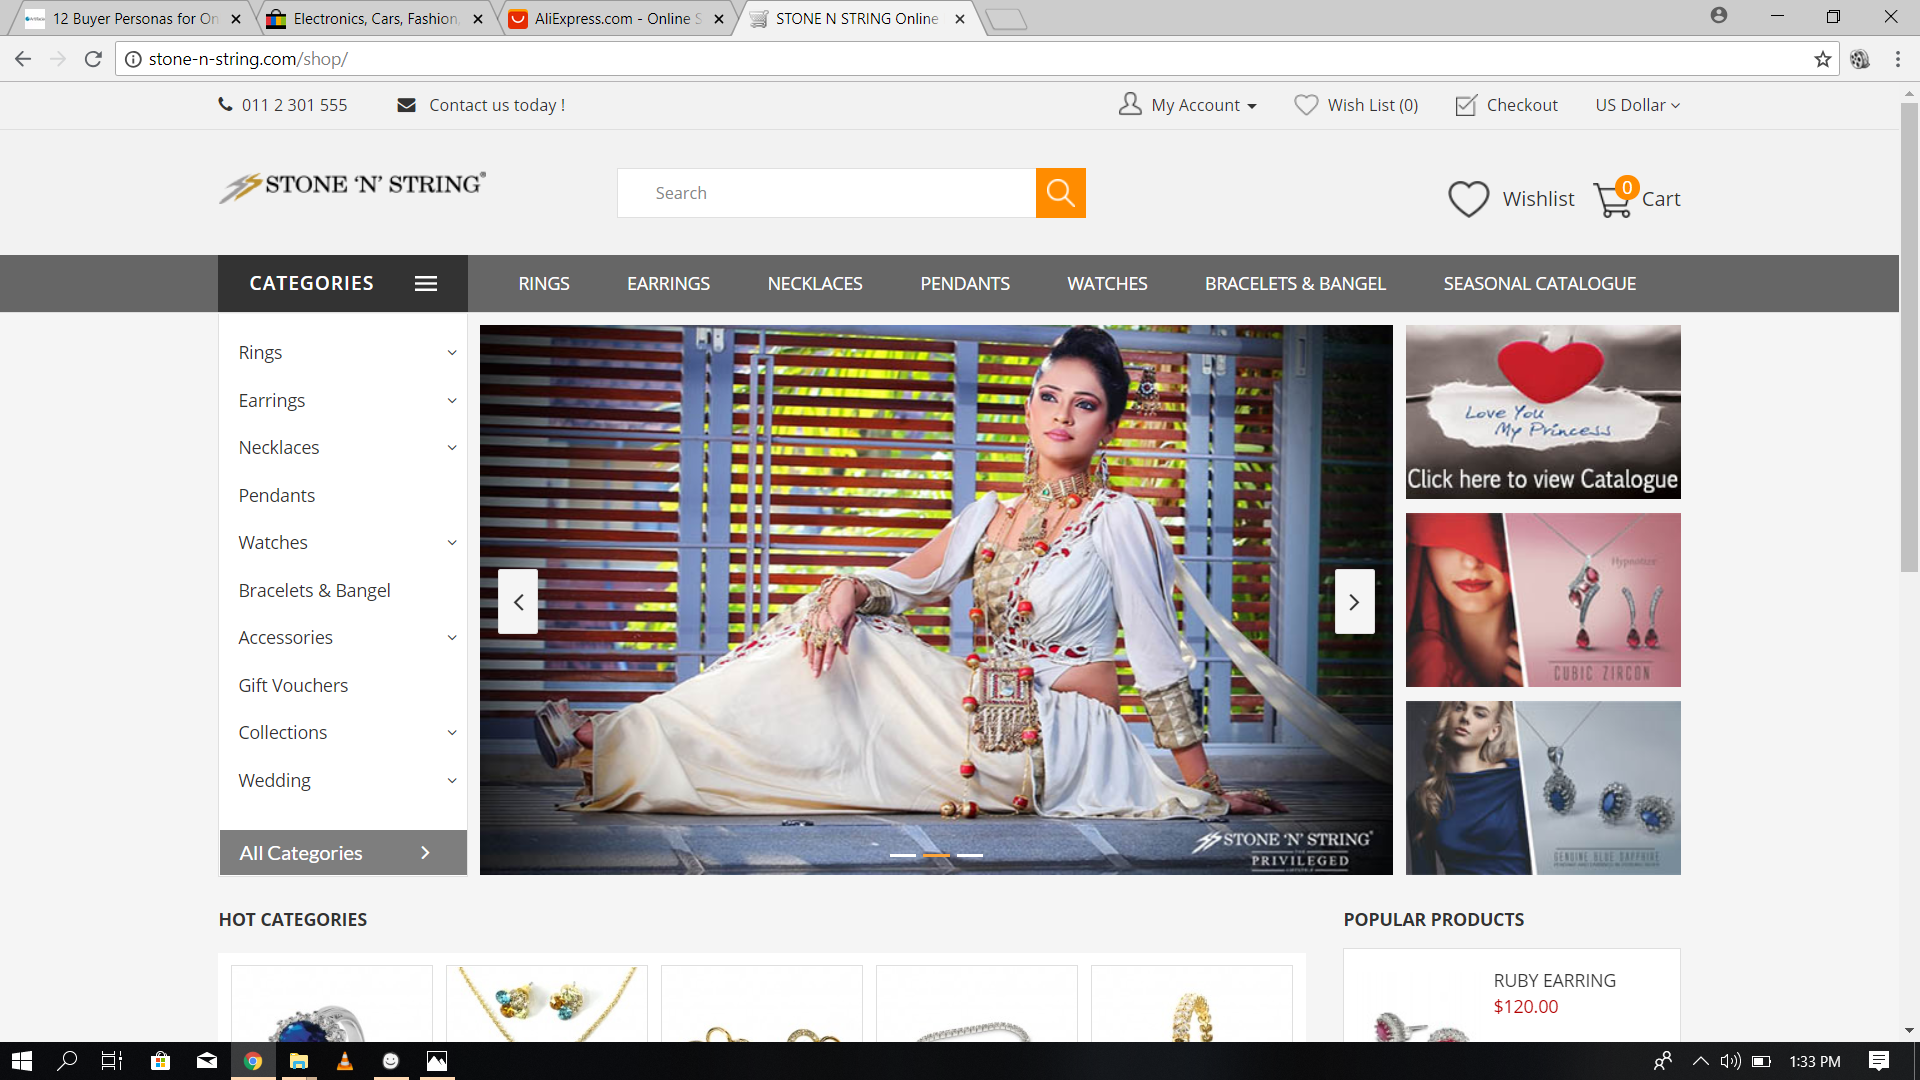 12 Buyer Personas for On
Electronics, Cars, Fashion,
AliExpress.com - Online S
STONE N STRING Online
stone-n-string.com/shop/
011 2 301 555
Contact us today !
My Account
Wish List (0)
Checkout
US Dollar
STONE 'N' STRING®
Search
Wishlist
0
Cart
CATEGORIES
RINGS
EARRINGS
NECKLACES
PENDANTS
WATCHES
BRACELETS & BANGEL
SEASONAL CATALOGUE
Rings
Earrings
Necklaces
Pendants
Watches
Bracelets & Bangel
Accessories
Gift Vouchers
Collections
Wedding
All Categories
STONE 'N' STRING®
PRIVILEGED
Love You
My Princess
Click here to view Catalogue
Hypnotize
CUBIC ZIRCON
GENUINE BLUE SAPPHIRE
HOT CATEGORIES
POPULAR PRODUCTS
RUBY EARRING
$120.00
1:33 PM